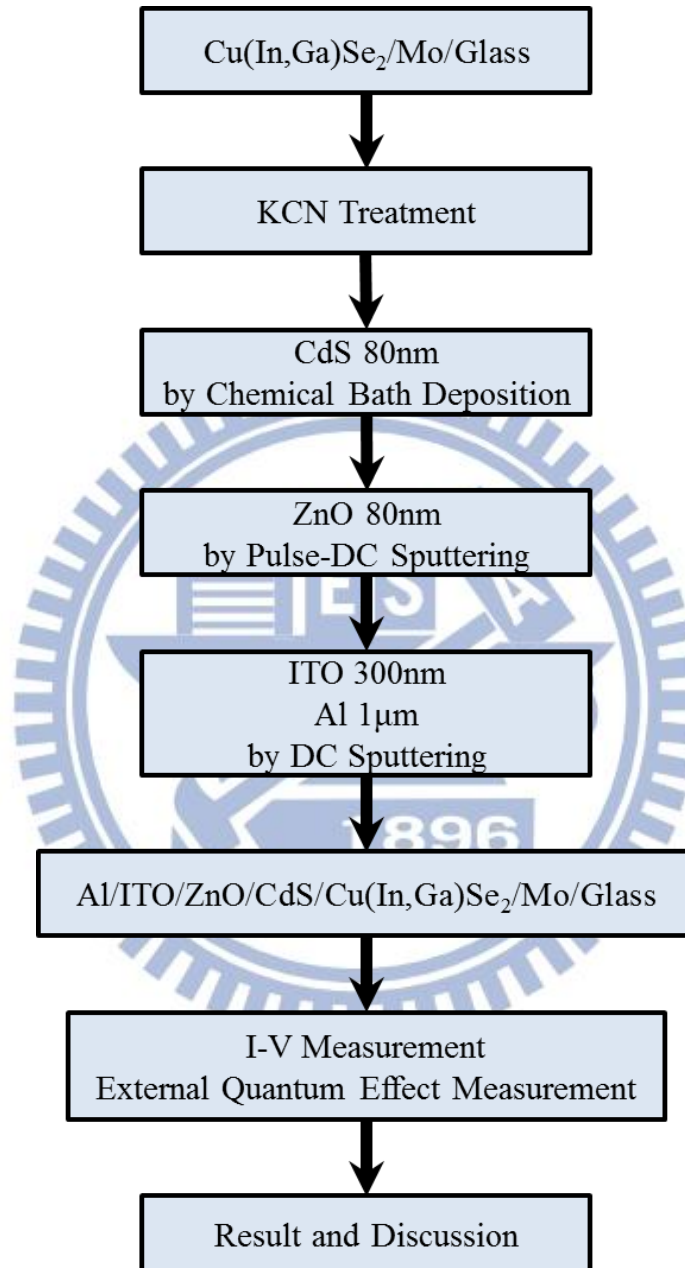 Cu(In,Ga)Se₂/Mo/Glass
KCN Treatment
CdS 80nm
by Chemical Bath Deposition
ZnO 80nm
by Pulse-DC Sputtering
ESA
ITO 300nm
Al 1μm
by DC Sputtering
1896
Al/ITO/ZnO/CdS/Cu(In,Ga)Se₂/Mo/Glass
I-V Measurement
External Quantum Effect Measurement
Result and Discussion